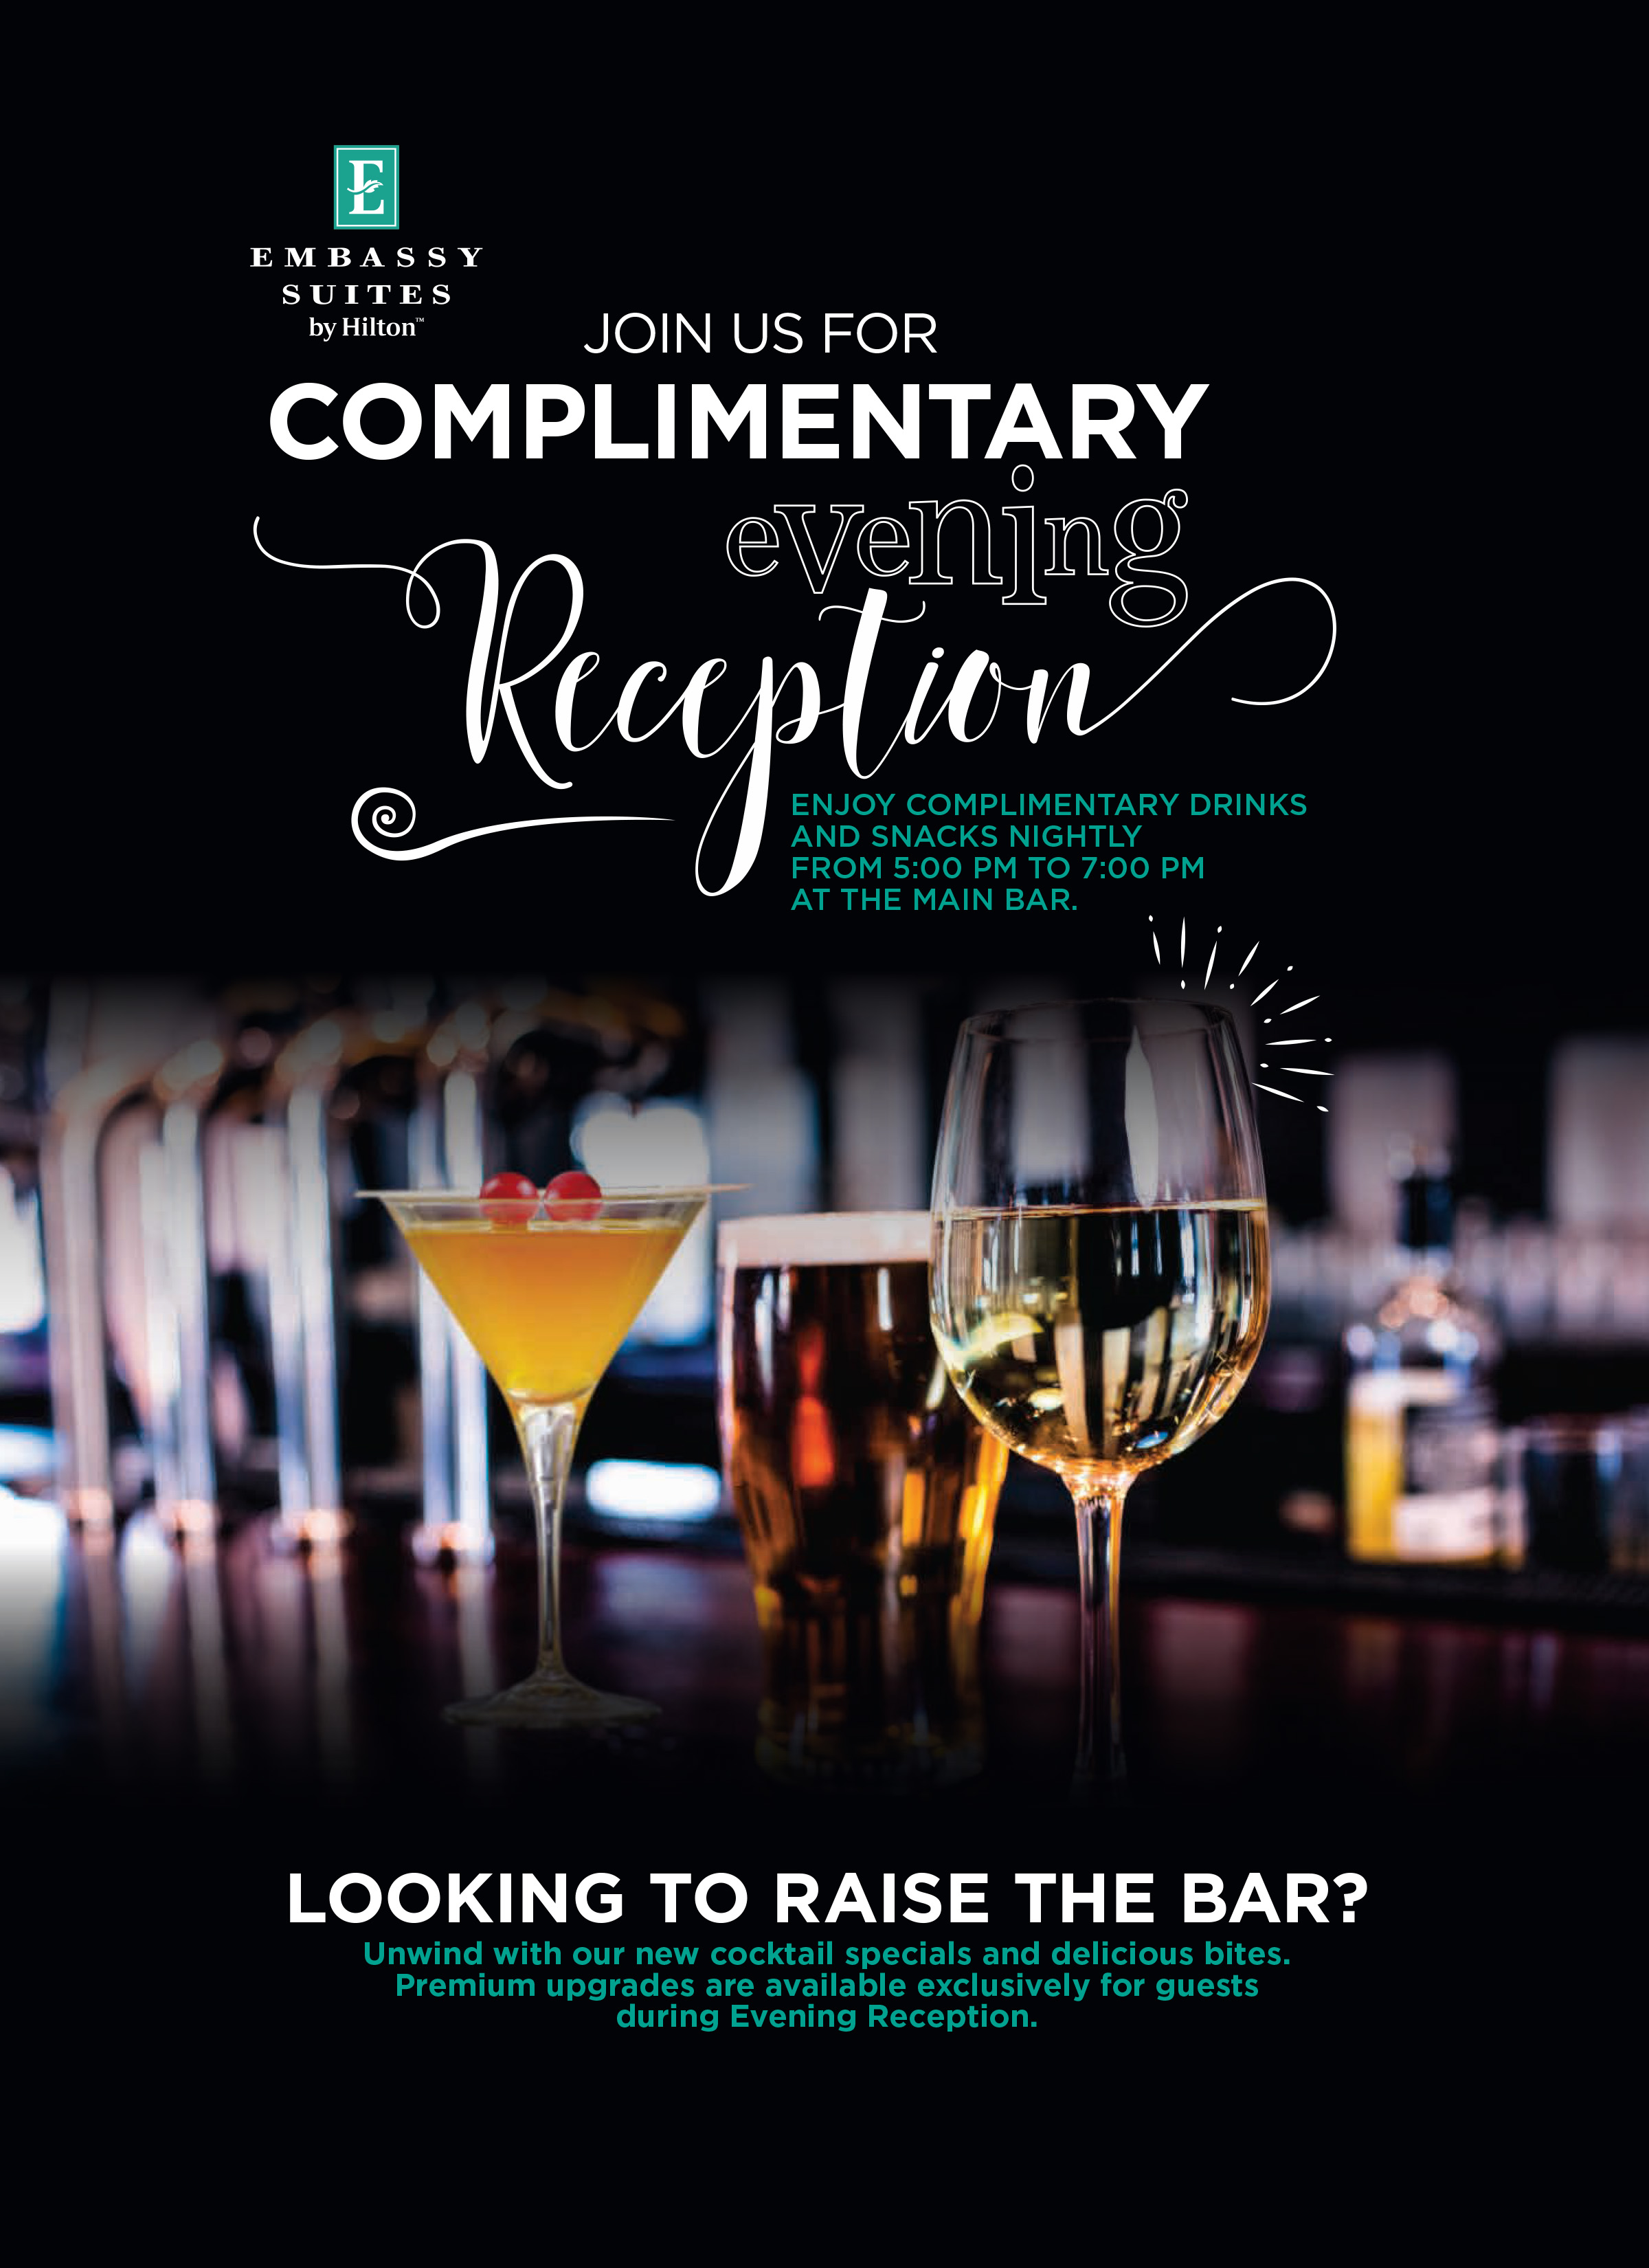 E
EMBASSY
SUITES
by Hilton™
JOIN US FOR
COMPLIMENTARY
evening
Reception
ENJOY COMPLIMENTARY DRINKS
AND SNACKS NIGHTLY
FROM 5:00 PM TO 7:00 PM
AT THE MAIN BAR.
LOOKING TO RAISE THE BAR?
Unwind with our new cocktail specials and delicious bites.
Premium upgrades are available exclusively for guests
during Evening Reception.